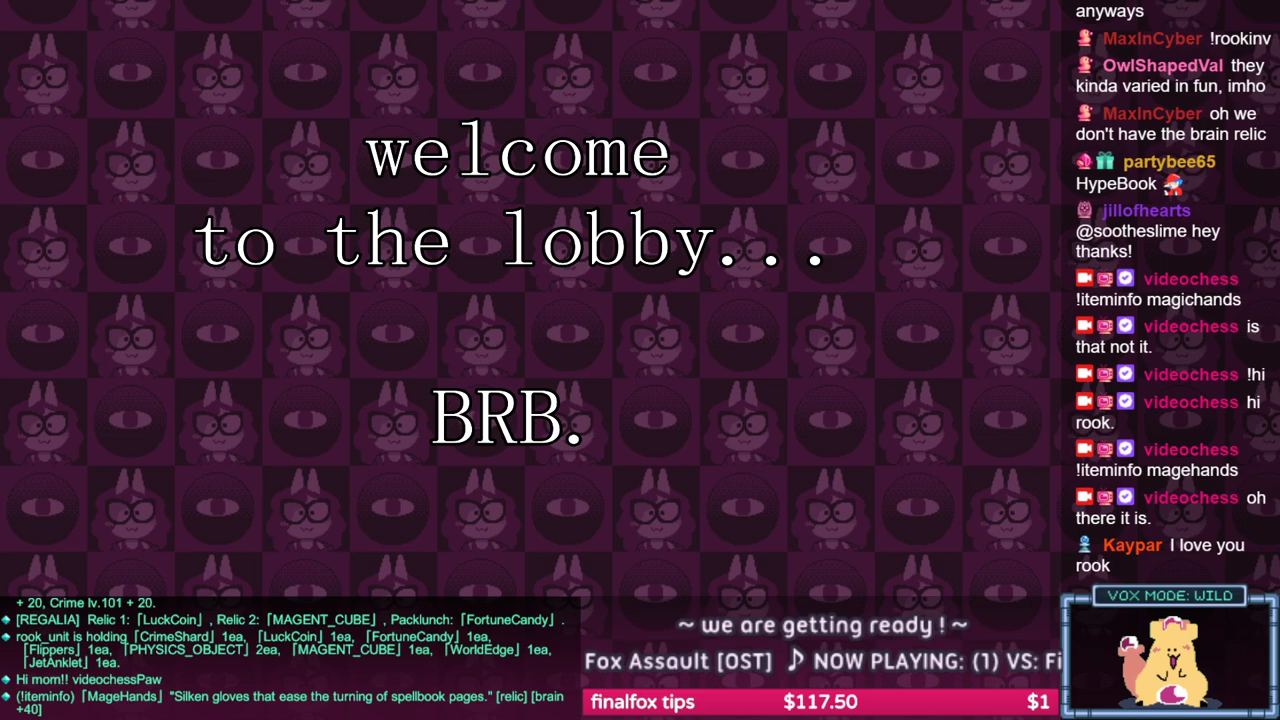 welcome
to the lobby...
BRB.
anyways
MaxInCyber !rookinv
OwlShapedVal they
kinda varied in fun, imho
MaxInCyber oh we
don't have the brain relic
partybee65
HypeBook
jillofhearts
@sootheslime hey
thanks!
videochess
!iteminfo magichands
videochess is
that not it.
videochess !hi
videochess hi
rook.
videochess
!iteminfo magehands
videochess oh
there it is.
Kaypar I love you
rook
+ 20, Crime lv.101 + 20.
[REGALIA] Relic 1:「LuckCoin」, Relic 2:「MAGENT_CUBE」, Packlunch:「FortuneCandy」.
rook_unit is holding「CrimeShard」1ea,「LuckCoin」1ea,「FortuneCandy」1ea,
「Flippers」1ea,「PHYSICS_OBJECT」2ea,「MAGENT_CUBE」1ea,「WorldEdge」1ea,
「JetAnklet」1ea.
Hi mom!! videochessPaw
(!iteminfo)「MageHands」"Silken gloves that ease the turning of spellbook pages." [relic] [brain
+40]
~ we are getting ready ! ~
Fox Assault [OST] ♪ NOW PLAYING: (1) VS: Fi
finalfox tips $117.50 $1
VOX MODE: WILD